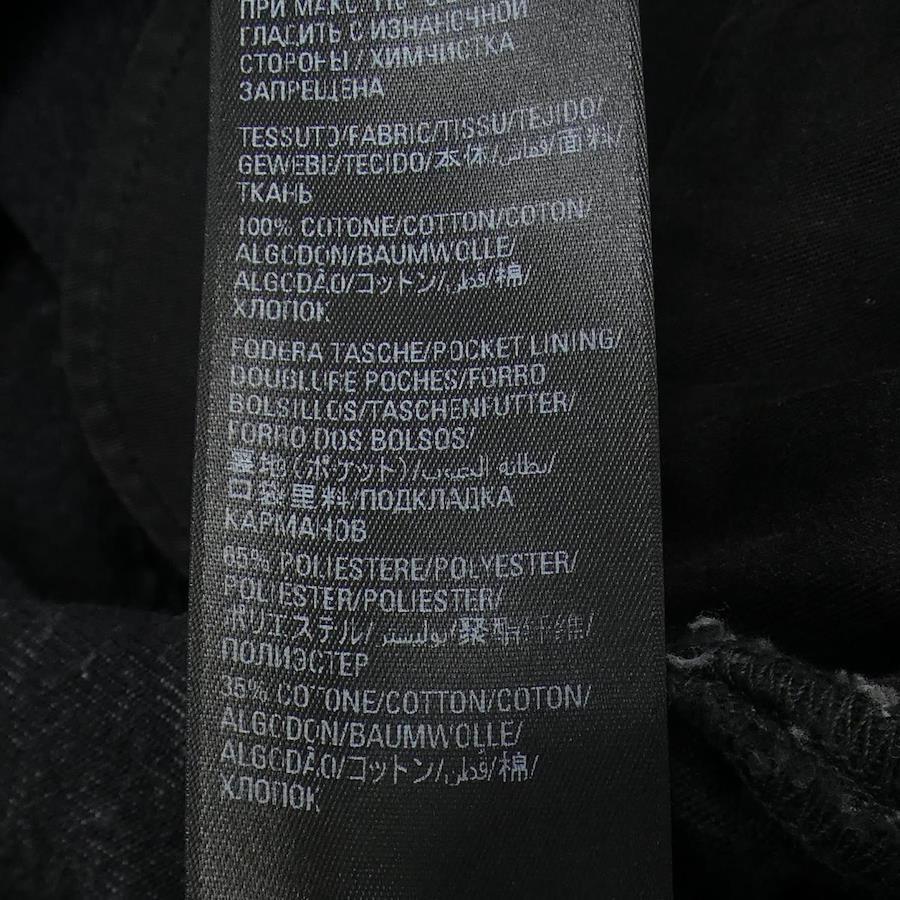 ГЛАДИТЬ С ИЗНАНОЧНОЙ
СТОРОНЫ / ХИМЧИСТКА
ЗАПРЕЩЕНА
TESSUTO/FABRIC/TISSU/TEJIDO/
GEWEBE/TECIDO/本体/قطن/面料/
ТКАНЬ
100% COTONE/COTTON/COTON/
ALGODON/BAUMWOLLE/
ALGODÃO/コットン/قطن/棉/
ХЛОПОК
FODERA TASCHE/POCKET LINING/
DOUBLURE POCHES/FORRO
BOLSILLOS/TASCHENFUTTER/
FORRO DOS BOLSOS/
裏地(ポケット)/بطانة الجيوب/
口袋里料/ПОДКЛАДКА
КАРМАНОВ
65% POLIESTERE/POLYESTER/
POLIESTER/POLIESTER/
ポリエステル/بوليستر/聚酯纤维/
ПОЛИЭСТЕР
35% COTONE/COTTON/COTON/
ALGODON/BAUMWOLLE/
ALGODÃO/コットン/قطن/棉/
ХЛОПОК